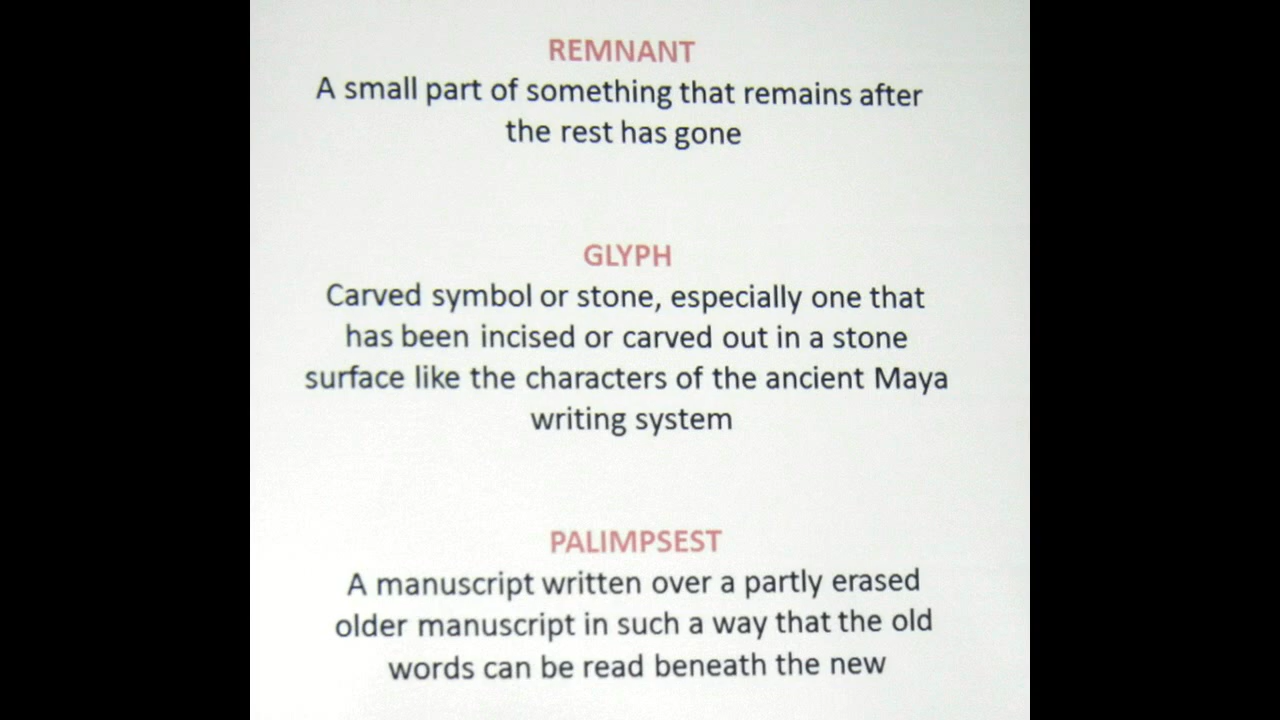 REMNANT
A small part of something that remains after
the rest has gone
GLYPH
Carved symbol or stone, especially one that
has been incised or carved out in a stone
surface like the characters of the ancient Maya
writing system
PALIMPSEST
A manuscript written over a partly erased
older manuscript in such a way that the old
words can be read beneath the new